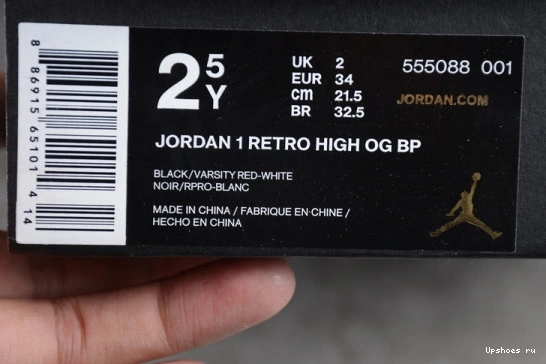 8 86915 65101 4 14
2 5 Y
UK 2
EUR 34
cm 21.5
BR 32.5
555088 001
JORDAN.COM
JORDAN 1 RETRO HIGH OG BP
BLACK/VARSITY RED-WHITE
NOIR/RPRO-BLANC
MADE IN CHINA / FABRIQUE EN CHINE /
HECHO EN CHINA
Upshoes ru